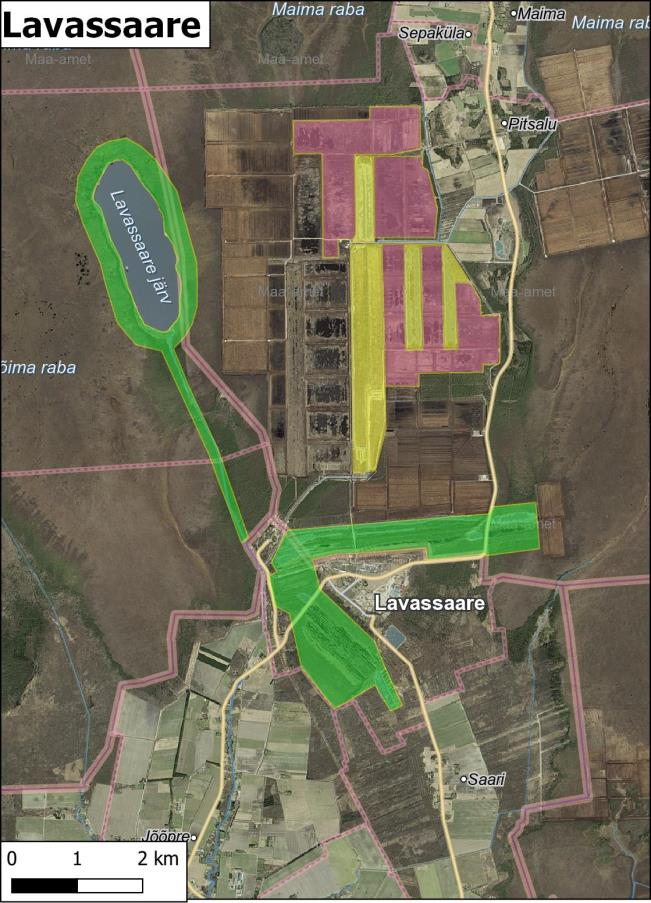 Lavassaare
Maima raba
Maima
Maima rab
Sepaküla
Maa-amet
Maa-amet
Pitsalu
Lavassaare järv
Maa-amet
Maa-amet
õima raba
Maa-amet
Lavassaare
Saari
Jõõpre
0 1 2 km